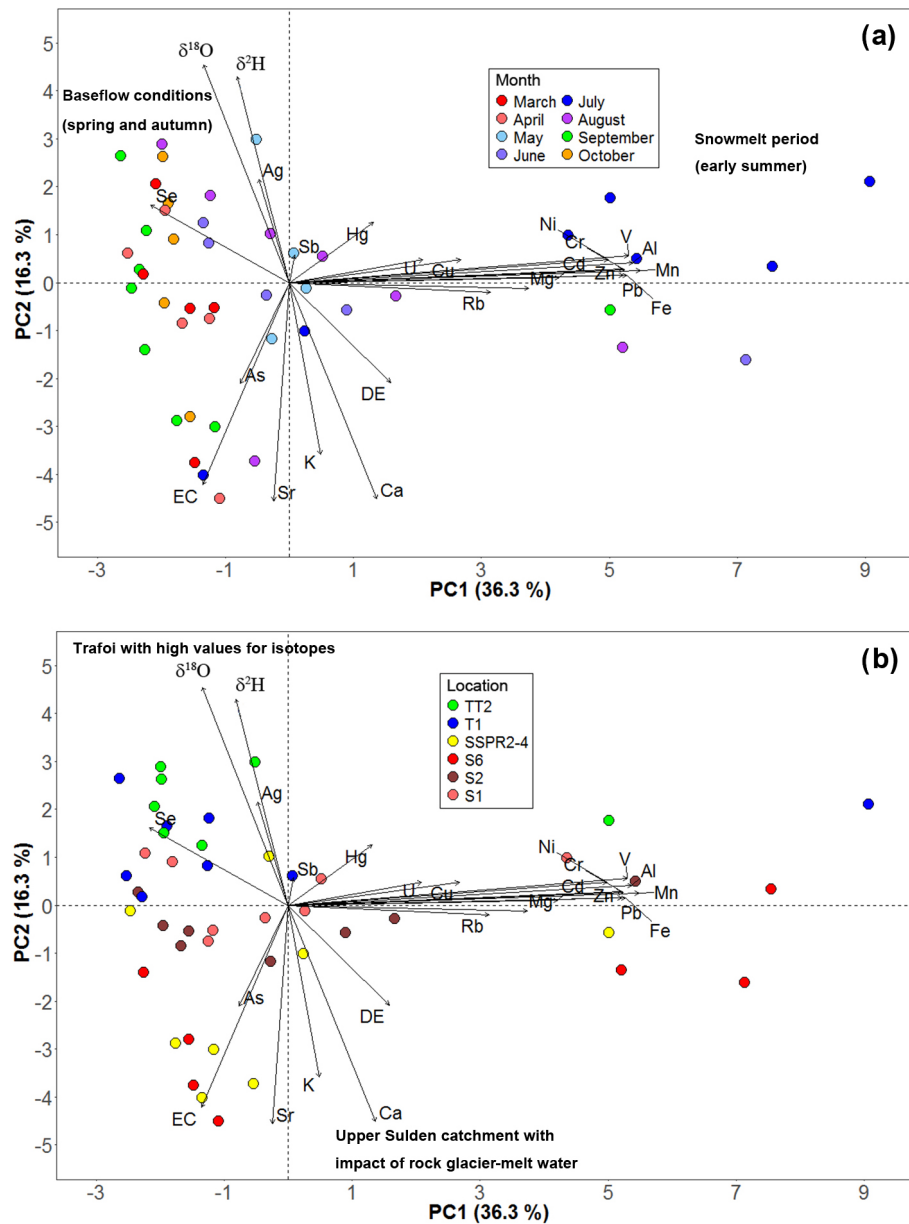 (a)
δ18O
δ2H
Baseflow conditions
(spring and autumn)
Month
March
April
May
June
July
August
September
October
Snowmelt period
(early summer)
Ag
Se
Sb
Hg
Ni
Cr
V
Al
U
Cu
Cd
Zn
Mn
Mg
Rb
Pb
Fe
As
DE
K
EC
Sr
Ca
5
4
3
2
1
0
-1
-2
-3
-4
-5
PC2 (16.3 %)
-3
-1
1
3
5
7
9
PC1 (36.3 %)
(b)
Trafoi with high values for isotopes
δ18O
δ2H
Location
TT2
T1
SSPR2-4
S6
S2
S1
Ag
Se
Sb
Hg
Ni
Cr
V
Al
U
Cu
Cd
Zn
Mn
Mg
Rb
Pb
Fe
As
DE
K
EC
Sr
Ca
Upper Sulden catchment with
impact of rock glacier-melt water
5
4
3
2
1
0
-1
-2
-3
-4
-5
PC2 (16.3 %)
-3
-1
1
3
5
7
9
PC1 (36.3 %)